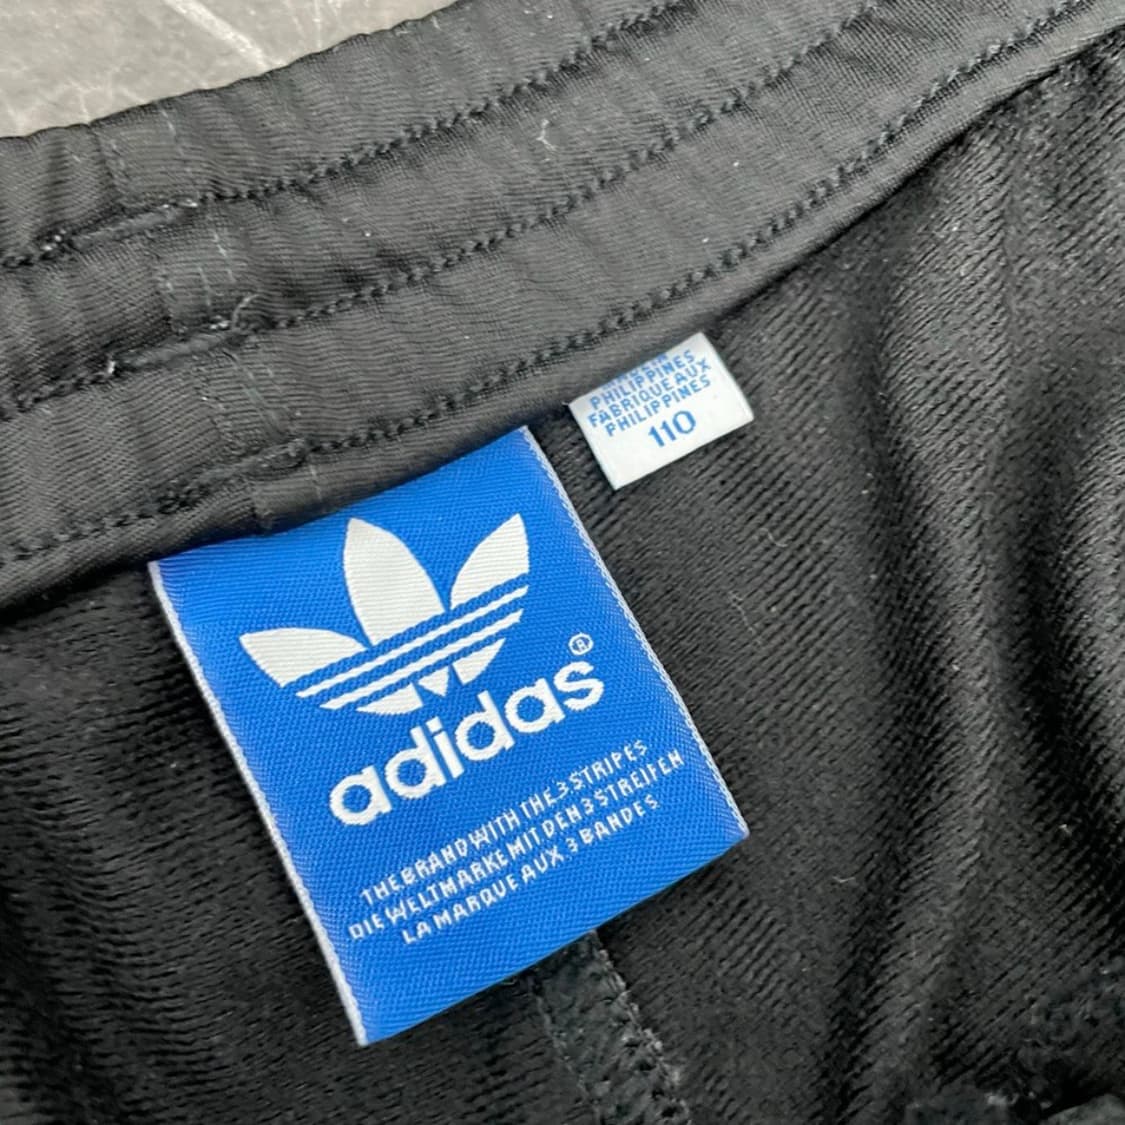 PHILIPPINES
FABRIQUE AUX
PHILIPPINES
110
adidas®
THE BRAND WITH THE 3 STRIPES
DIE WELTMARKE MIT DEN 3 STREIFEN
LA MARQUE AUX 3 BANDES